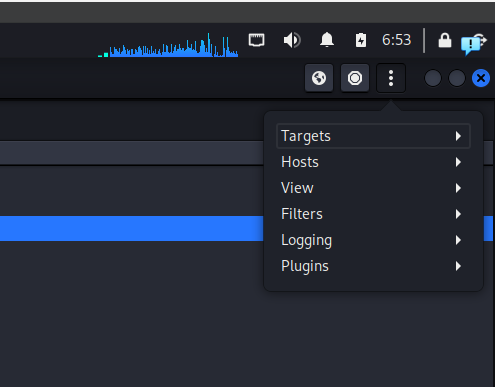 6:53
Targets
Hosts
View
Filters
Logging
Plugins